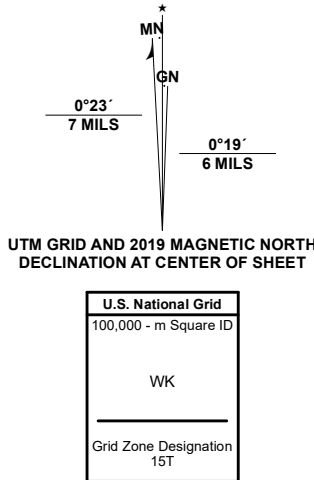 ★
MN
GN
0°23´
7 MILS
0°19´
6 MILS
UTM GRID AND 2019 MAGNETIC NORTH
DECLINATION AT CENTER OF SHEET
U.S. National Grid
100,000 - m Square ID
WK
Grid Zone Designation
15T